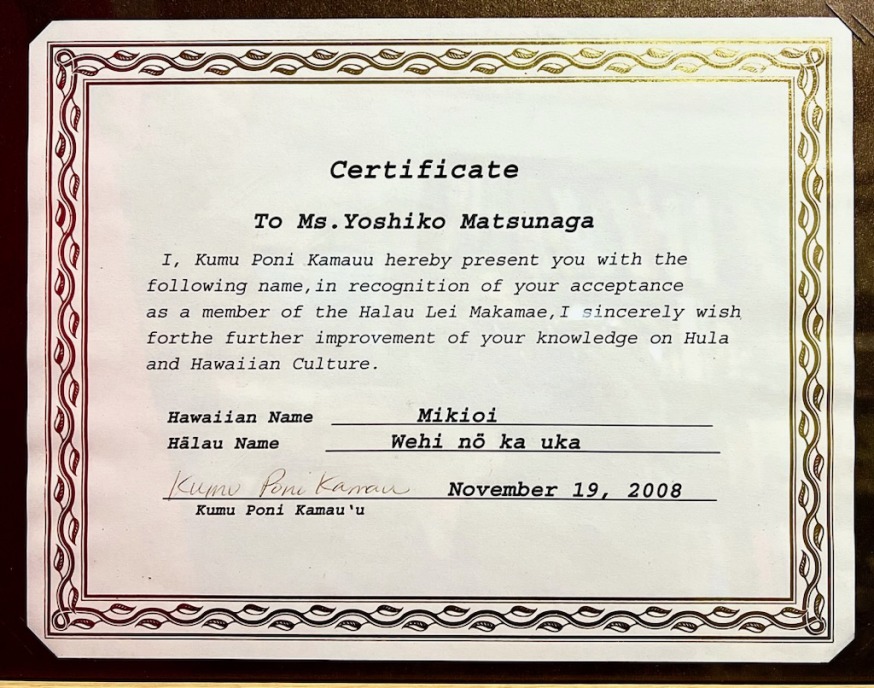 Certificate
To Ms.Yoshiko Matsunaga
I, Kumu Poni Kamauu hereby present you with the
following name,in recognition of your acceptance
as a member of the Halau Lei Makamae,I sincerely wish
forthe further improvement of your knowledge on Hula
and Hawaiian Culture.
Hawaiian Name Mikioi
Hālau Name Wehi nö ka uka
Kumu Poni Kamau November 19, 2008
Kumu Poni Kamau'u